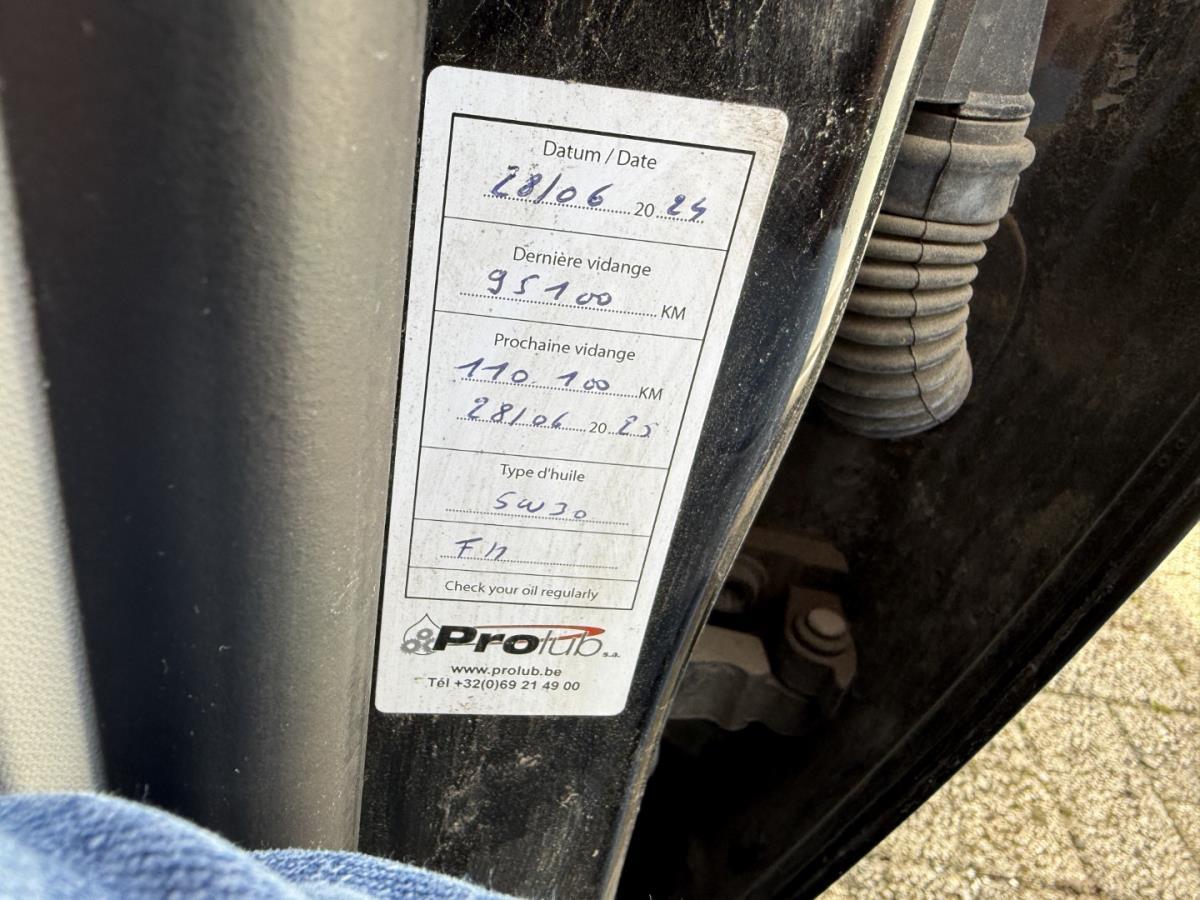 Datum / Date
28/06 20 24
Dernière vidange
95100 KM
Prochaine vidange
110.100 KM
28/06 20 25
Type d'huile
5W30
Check your oil regularly
Prolub s.a.
www.prolub.be
Tél +32(0)69 21 49 00